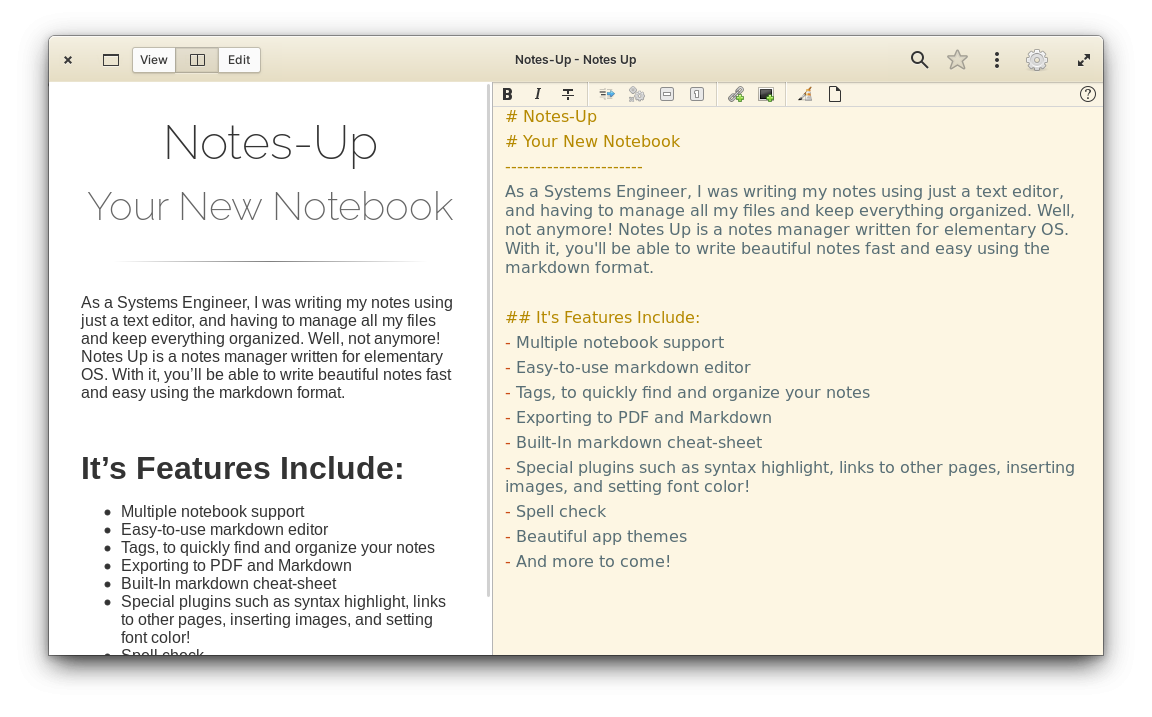 View
Edit
Notes-Up - Notes Up
Notes-Up
Your New Notebook
As a Systems Engineer, I was writing my notes using
just a text editor, and having to manage all my files
and keep everything organized. Well, not anymore!
Notes Up is a notes manager written for elementary
OS. With it, you’ll be able to write beautiful notes fast
and easy using the markdown format.
It’s Features Include:
• Multiple notebook support
• Easy-to-use markdown editor
• Tags, to quickly find and organize your notes
• Exporting to PDF and Markdown
• Built-In markdown cheat-sheet
• Special plugins such as syntax highlight, links
to other pages, inserting images, and setting
font color!
• Spell check
B I T
# Notes-Up
# Your New Notebook
-----------------------
As a Systems Engineer, I was writing my notes using just a text editor,
and having to manage all my files and keep everything organized. Well,
not anymore! Notes Up is a notes manager written for elementary OS.
With it, you'll be able to write beautiful notes fast and easy using the
markdown format.
## It's Features Include:
- Multiple notebook support
- Easy-to-use markdown editor
- Tags, to quickly find and organize your notes
- Exporting to PDF and Markdown
- Built-In markdown cheat-sheet
- Special plugins such as syntax highlight, links to other pages, inserting
images, and setting font color!
- Spell check
- Beautiful app themes
- And more to come!